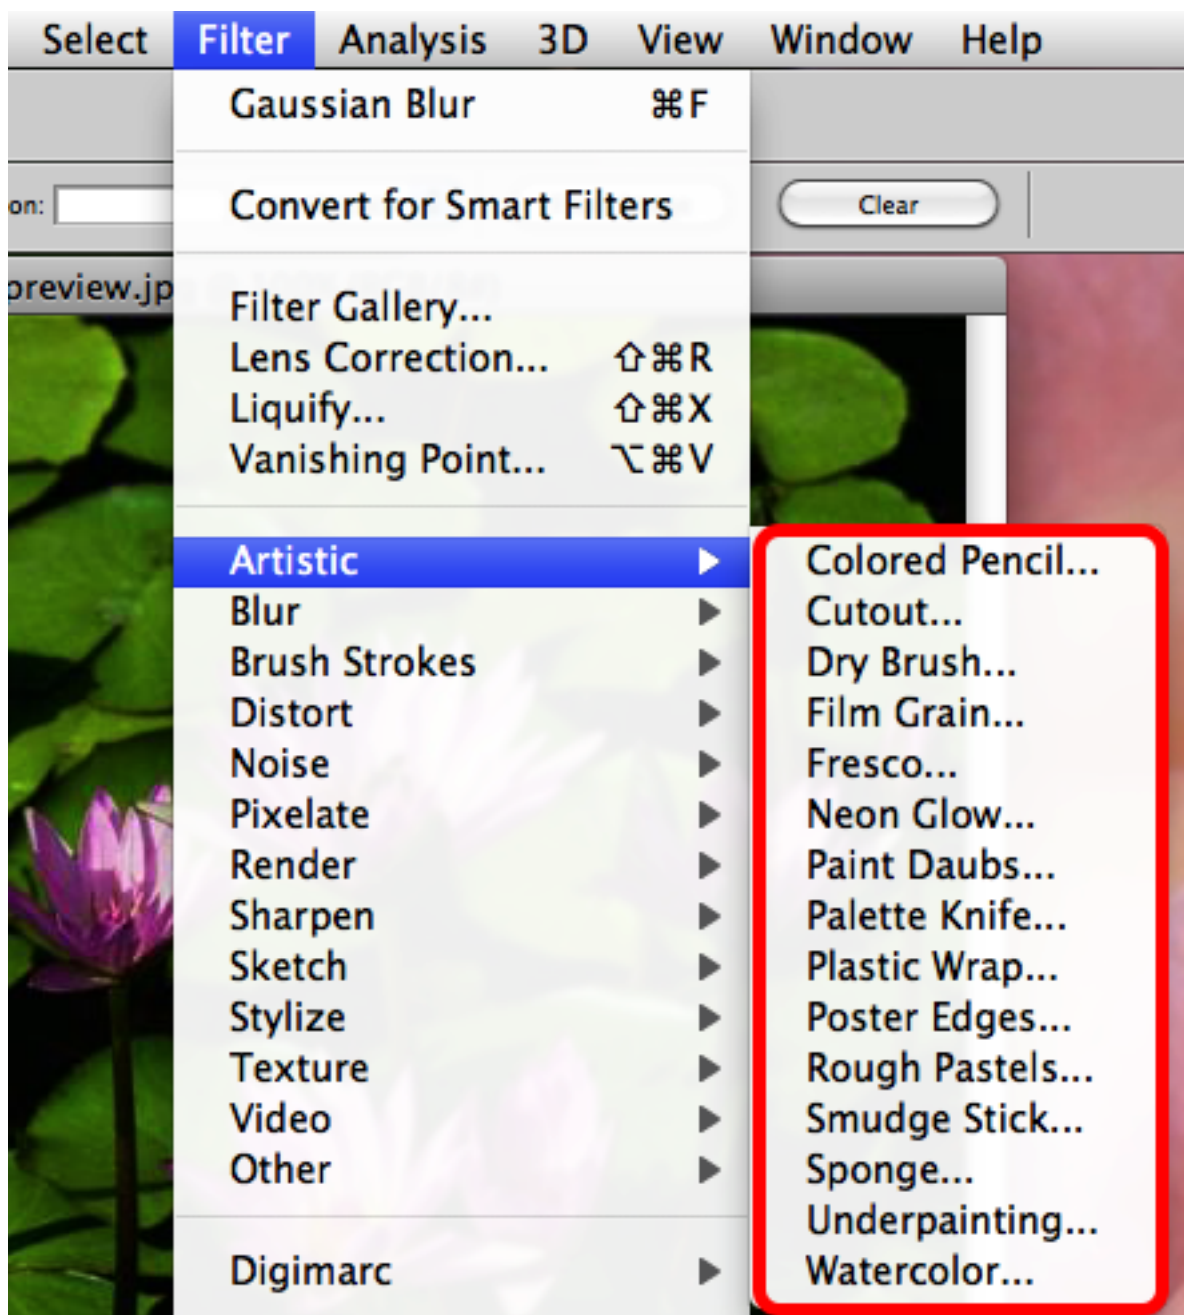 Select Filter Analysis 3D View Window Help
Gaussian Blur ⌘F
on: Convert for Smart Filters Clear
preview.jp
Filter Gallery...
Lens Correction... ⇧⌘R
Liquify... ⇧⌘X
Vanishing Point... ⌥⌘V
Artistic ▶
Blur ▶
Brush Strokes ▶
Distort ▶
Noise ▶
Pixelate ▶
Render ▶
Sharpen ▶
Sketch ▶
Stylize ▶
Texture ▶
Video ▶
Other ▶
Digimarc ▶
Colored Pencil...
Cutout...
Dry Brush...
Film Grain...
Fresco...
Neon Glow...
Paint Daubs...
Palette Knife...
Plastic Wrap...
Poster Edges...
Rough Pastels...
Smudge Stick...
Sponge...
Underpainting...
Watercolor...